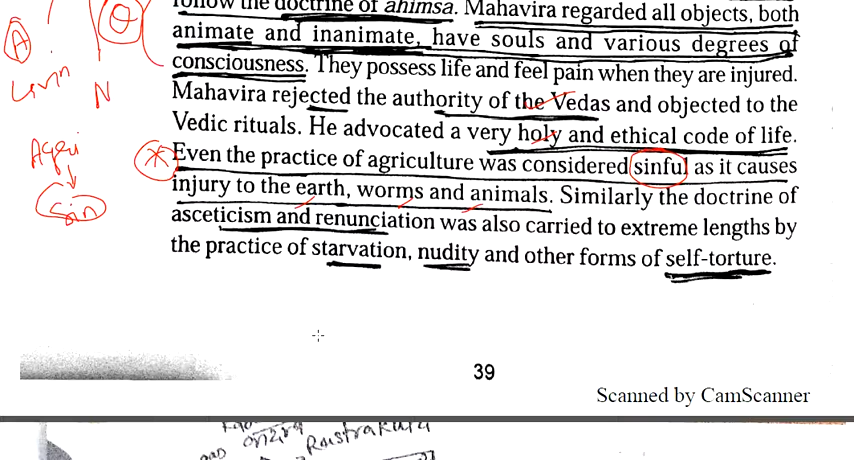 follow the doctrine of ahimsa. Mahavira regarded all objects, both
animate and inanimate, have souls and various degrees of
consciousness. They possess life and feel pain when they are injured.
Mahavira rejected the authority of the Vedas and objected to the
Vedic rituals. He advocated a very holy and ethical code of life.
Even the practice of agriculture was considered sinful as it causes
injury to the earth, worms and animals. Similarly the doctrine of
asceticism and renunciation was also carried to extreme lengths by
the practice of starvation, nudity and other forms of self-torture.
A
N
Agri
Sin
39
Scanned by CamScanner
Rastrakuta